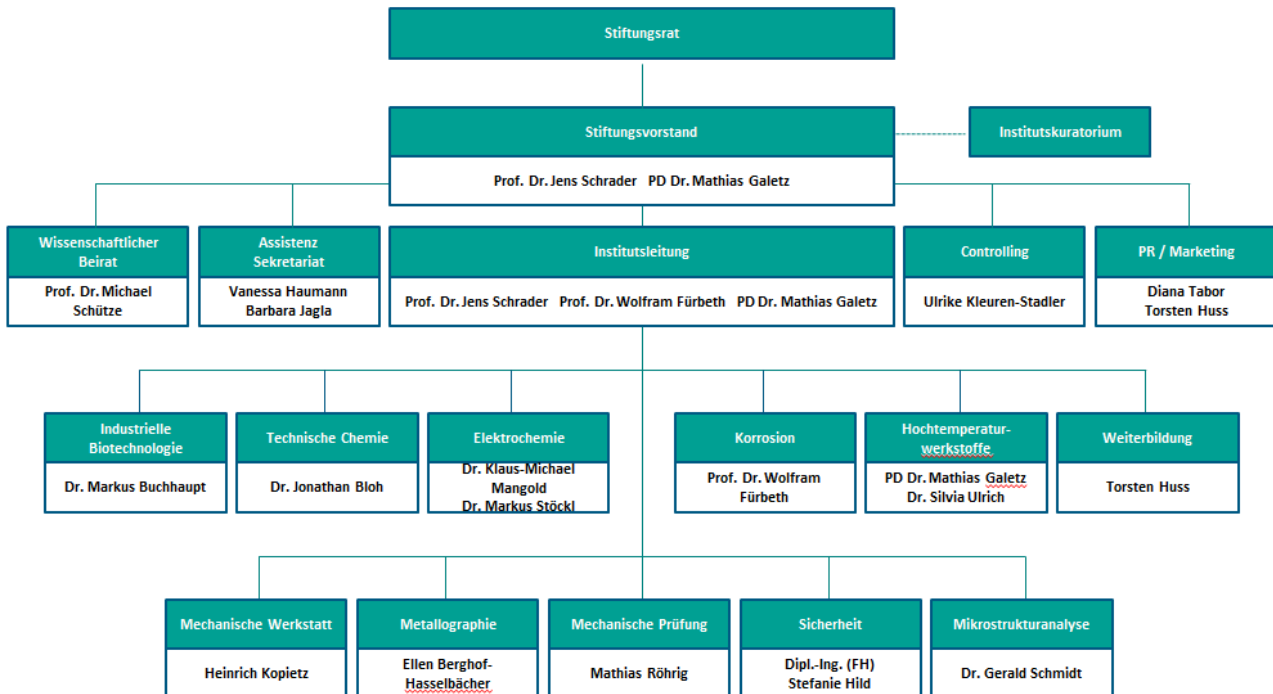 Stiftungsrat
Stiftungsvorstand
Prof. Dr. Jens Schrader PD Dr. Mathias Galetz
Institutskuratorium
Wissenschaftlicher
Beirat
Prof. Dr. Michael
Schütze
Assistenz
Sekretariat
Vanessa Haumann
Barbara Jagla
Institutsleitung
Prof. Dr. Jens Schrader Prof. Dr. Wolfram Fürbeth PD Dr. Mathias Galetz
Controlling
Ulrike Kleuren-Stadler
PR / Marketing
Diana Tabor
Torsten Huss
Industrielle
Biotechnologie
Dr. Markus Buchhaupt
Technische Chemie
Dr. Jonathan Bloh
Elektrochemie
Dr. Klaus-Michael
Mangold
Dr. Markus Stöckl
Korrosion
Prof. Dr. Wolfram
Fürbeth
Hochtemperatur-
werkstoffe
PD Dr. Mathias Galetz
Dr. Silvia Ulrich
Weiterbildung
Torsten Huss
Mechanische Werkstatt
Heinrich Kopietz
Metallographie
Ellen Berghof-
Hasselbächer
Mechanische Prüfung
Mathias Röhrig
Sicherheit
Dipl.-Ing. (FH)
Stefanie Hild
Mikrostrukturanalyse
Dr. Gerald Schmidt